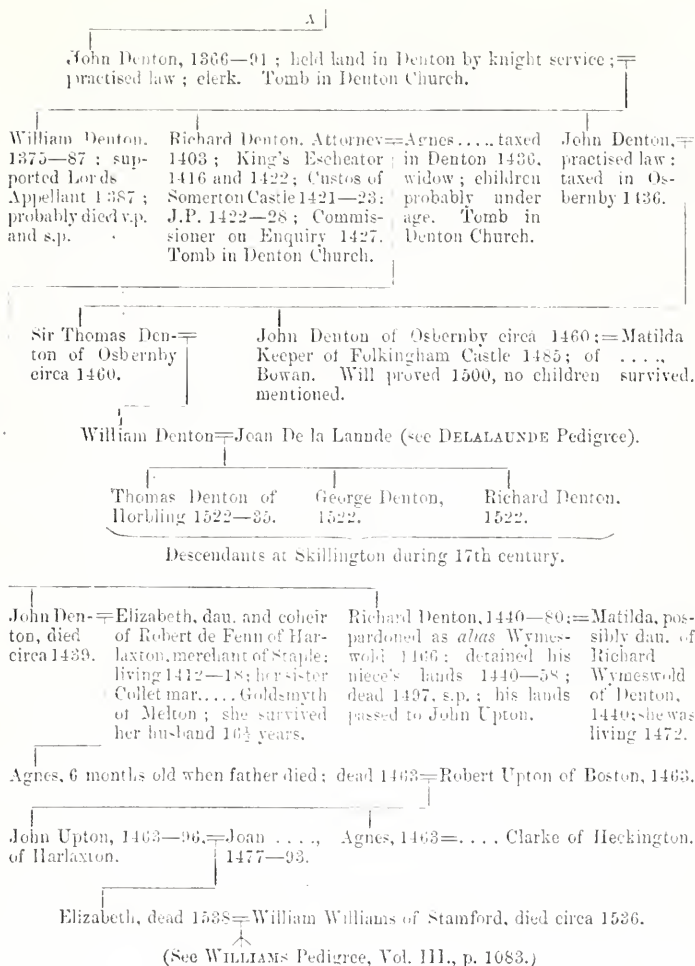 A
John Denton, 1366—91 ; held land in Denton by knight service ;
practised law ; clerk. Tomb in Denton Church.
William Denton.
1375—87 ; sup-
ported Lords
Appellant 1387 ;
probably died v.p.
and s.p.
Richard Denton. Attorney
1403 ; King's Escheator
1416 and 1422 ; Custos of
Somerton Castle 1421—23 ;
J.P. 1422—28 ; Commis-
sioner on Enquiry 1427.
Tomb in Denton Church.
=Agnes..... taxed
in Denton 1436,
widow ; children
probably under
age. Tomb in
Denton Church.
John Denton,
practised law ;
taxed in Os-
bernby 1436.
Sir Thomas Den-
ton of Osbernby
circa 1460.
John Denton of Osbernby circa 1460 ;
Keeper of Folkingham Castle 1485 ; of
Bowan. Will proved 1500, no children
mentioned.
=Matilda
. . . .,
survived.
William Denton=Joan De la Launde (see DELALAUNDE Pedigree).
Thomas Denton of
Horbling 1522—35.
George Denton,
1522.
Richard Denton.
1522.
Descendants at Skillington during 17th century.
John Den-
ton, died
circa 1439.
=Elizabeth, dau. and coheir
of Robert de Fenn of Har-
laxton, merchant of Staple ;
living 1412—18 ; her sister
Collet mar..... Goldsmyth
of Melton ; she survived
her husband 16½ years.
Richard Denton, 1440—80 ;
pardoned as alias Wymes-
wold 1466 ; detained his
niece's lands 1440—58 ;
dead 1497, s.p. ; his lands
passed to John Upton.
=Matilda, pos-
sibly dau. of
Richard
Wymeswold
of Denton,
1440 ; she was
living 1472.
Agnes, 6 months old when father died ; dead 1463=Robert Upton of Boston, 1463.
John Upton, 1463—96,
of Harlaxton.
=Joan . . . .,
1477—93.
Agnes, 1463=. . . . Clarke of Heckington.
Elizabeth, dead 1538=William Williams of Stamford, died circa 1536.
(See WILLIAMS Pedigree, Vol. III., p. 1083.)